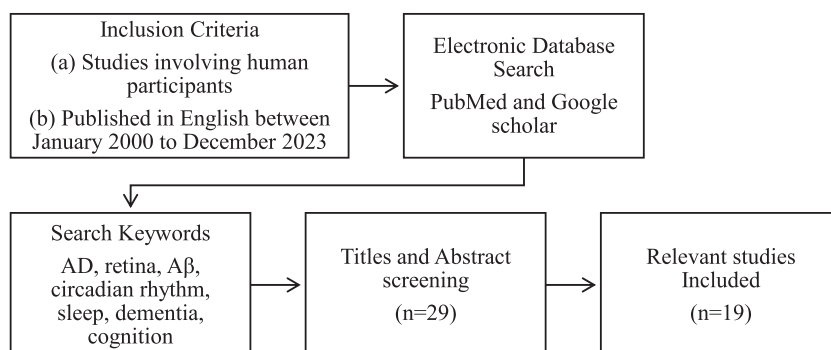 Inclusion Criteria
(a) Studies involving human
participants
(b) Published in English between
January 2000 to December 2023
Electronic Database
Search
PubMed and Google
scholar
Search Keywords
AD, retina, Aβ,
circadian rhythm,
sleep, dementia,
cognition
Titles and Abstract
screening
(n=29)
Relevant studies
Included
(n=19)